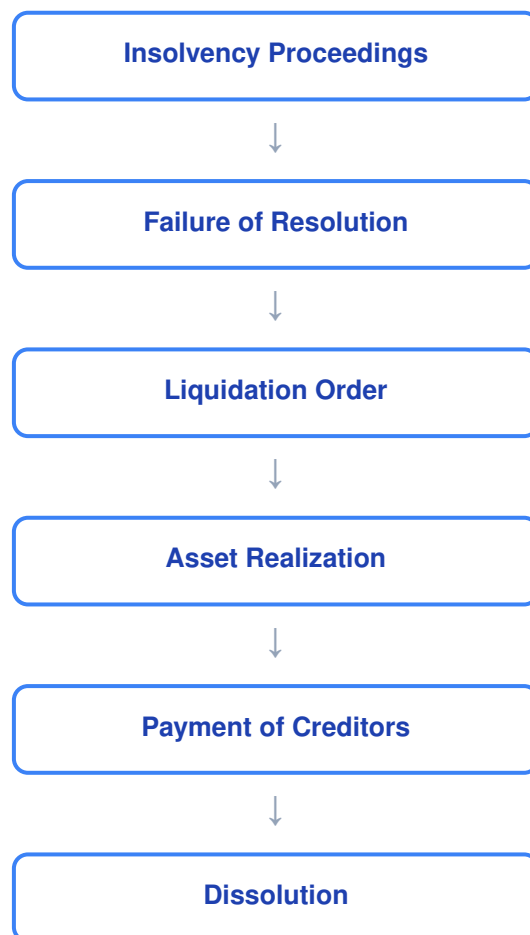 Insolvency Proceedings
↓
Failure of Resolution
↓
Liquidation Order
↓
Asset Realization
↓
Payment of Creditors
↓
Dissolution